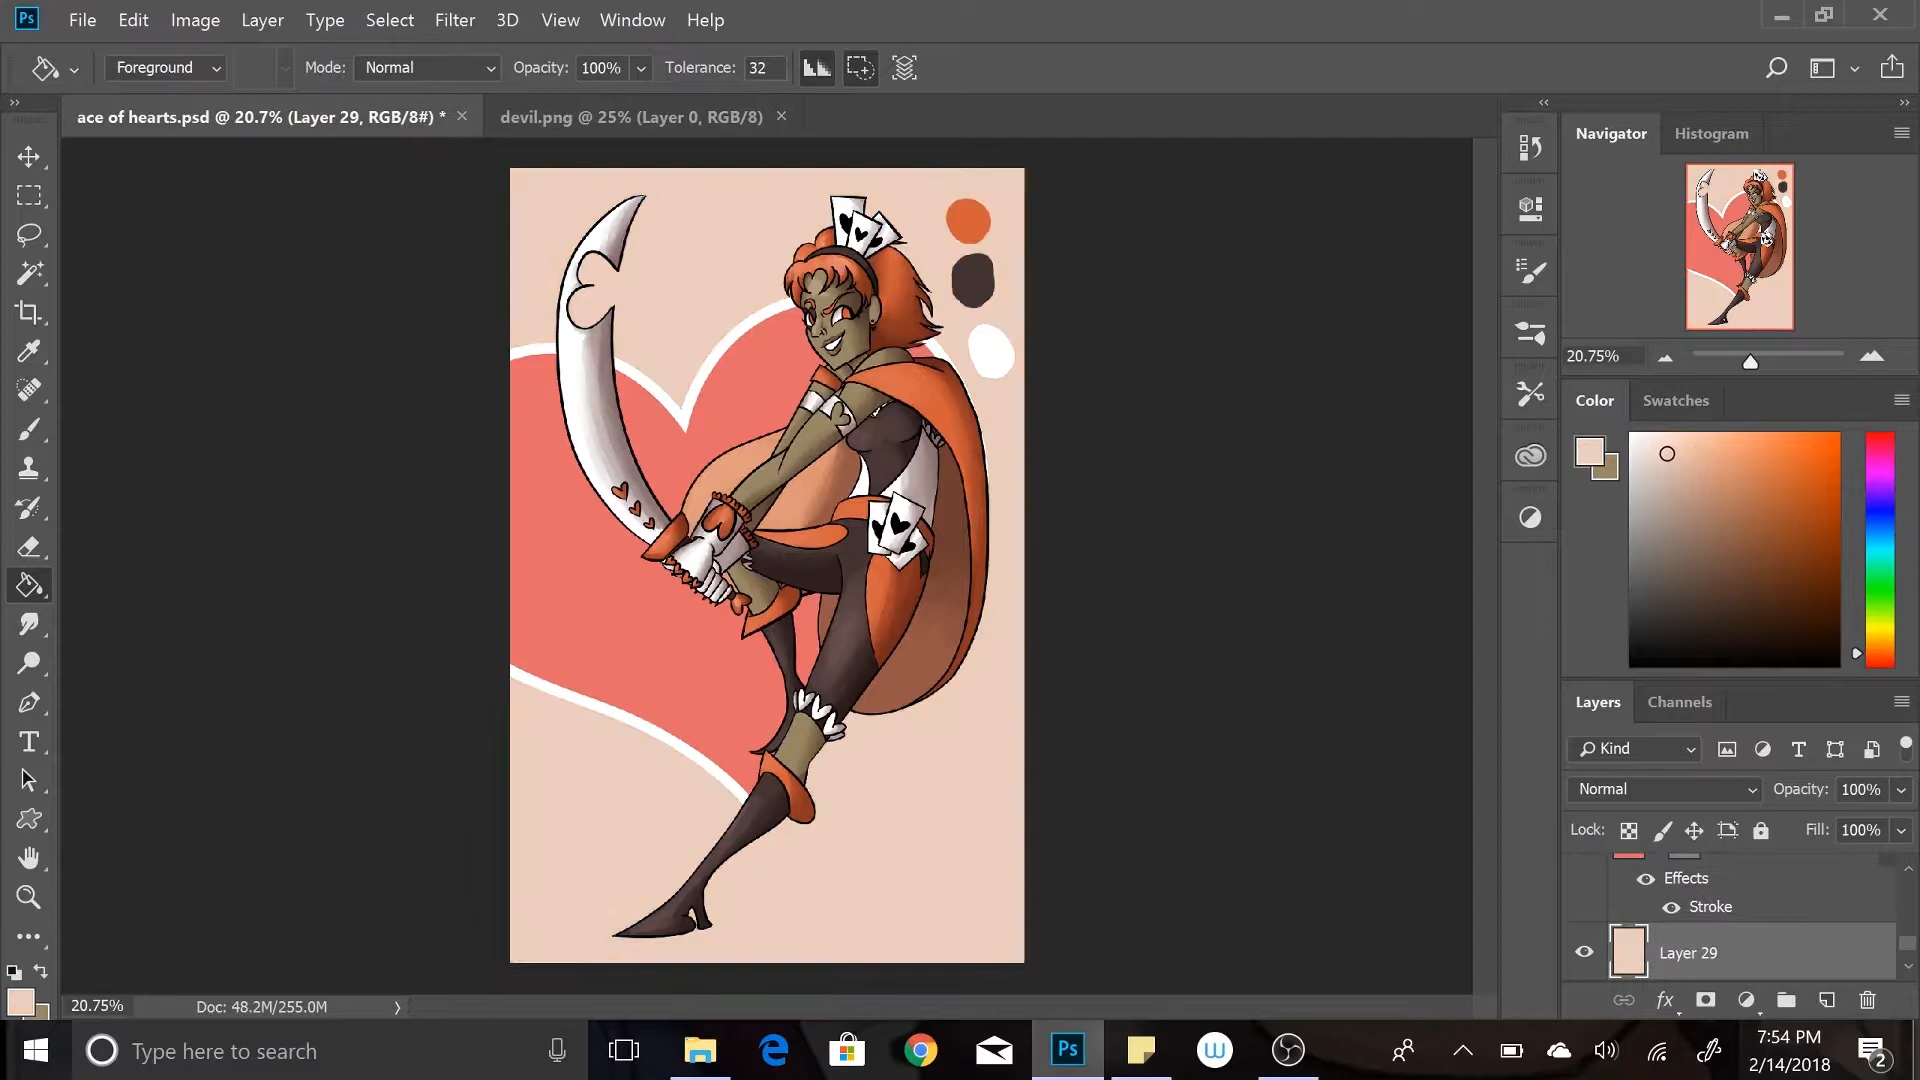 Ps File Edit Image Layer Type Select Filter 3D View Window Help
Foreground Mode: Normal Opacity: 100% Tolerance: 32
ace of hearts.psd @ 20.7% (Layer 29, RGB/8#) * devil.png @ 25% (Layer 0, RGB/8)
Navigator Histogram
20.75%
Color Swatches
Layers Channels
Kind
Normal Opacity: 100%
Lock: Fill: 100%
Effects
Stroke
Layer 29
20.75% Doc: 48.2M/255.0M
Type here to search
Ps
7:54 PM
2/14/2018
2